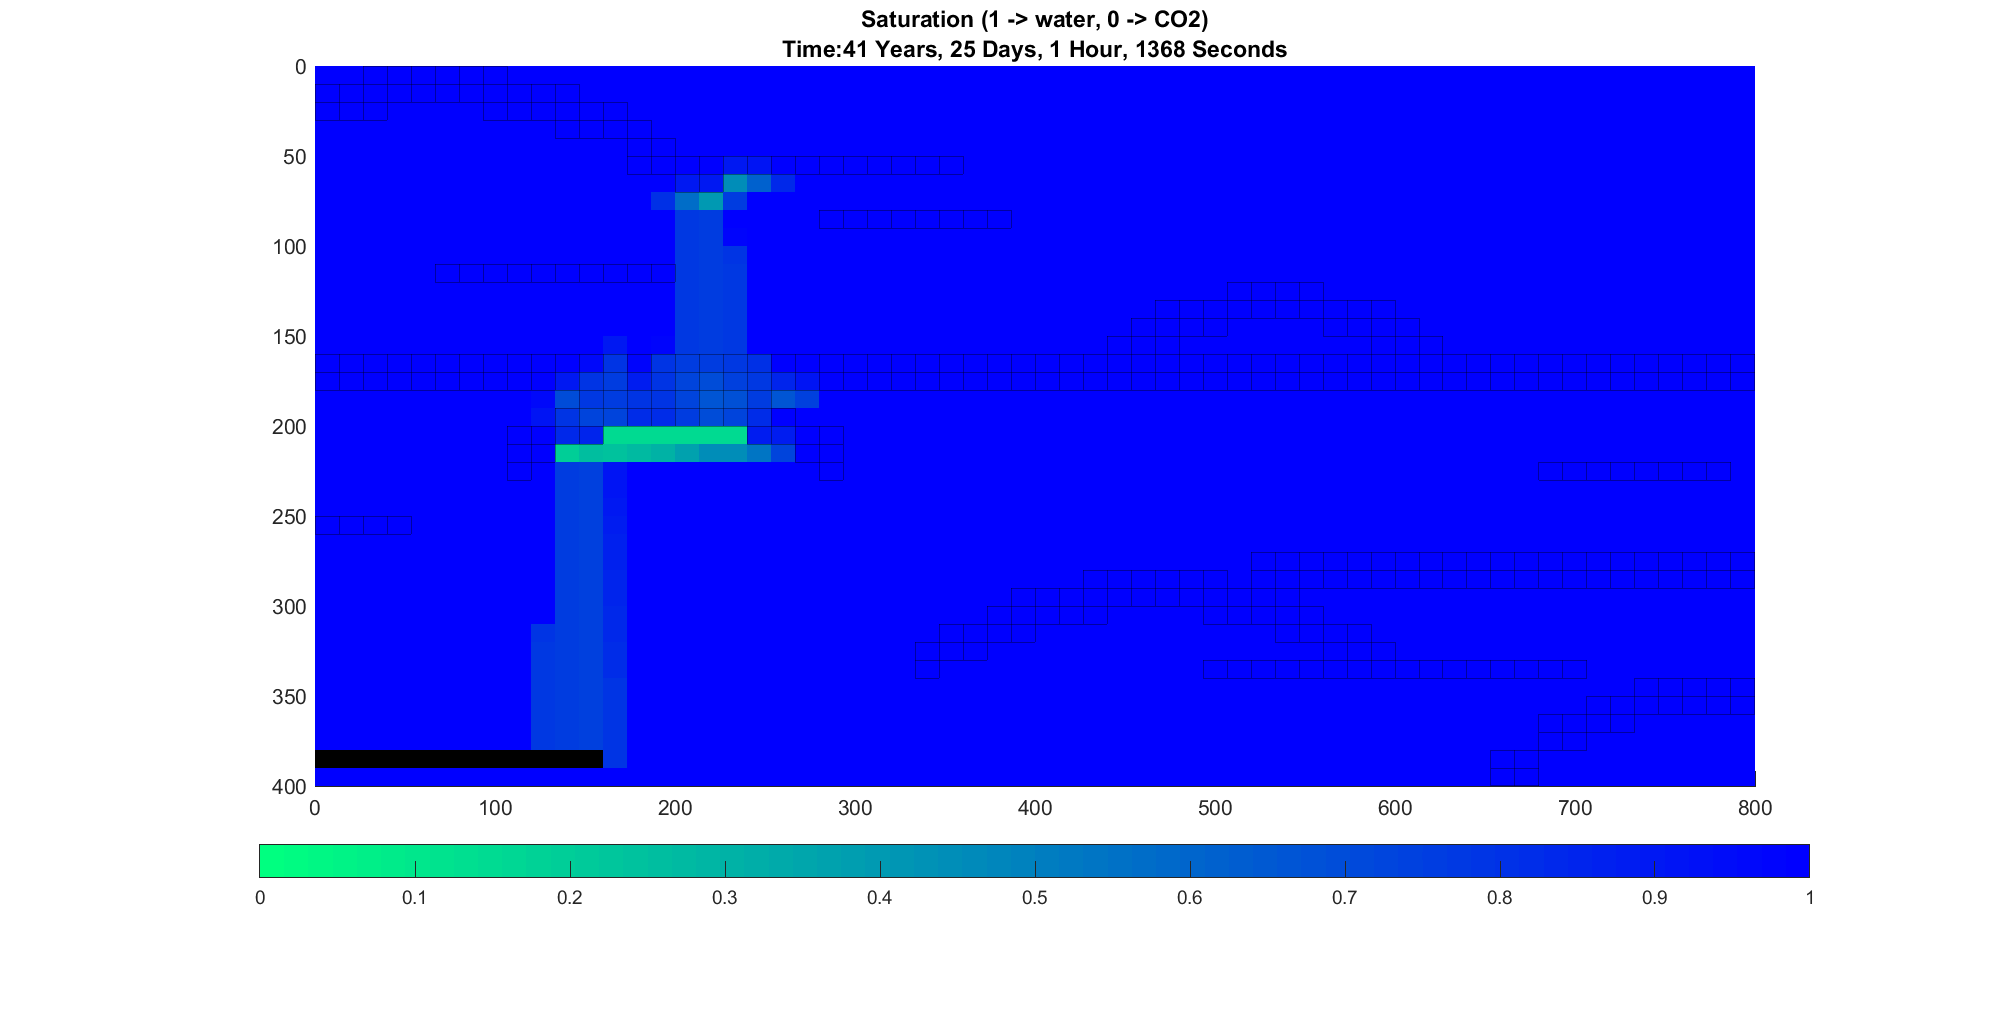 Saturation (1 -> water, 0 -> CO2)
Time:41 Years, 25 Days, 1 Hour, 1368 Seconds
0
50
100
150
200
250
300
350
400
0 100 200 300 400 500 600 700 800
0 0.1 0.2 0.3 0.4 0.5 0.6 0.7 0.8 0.9 1